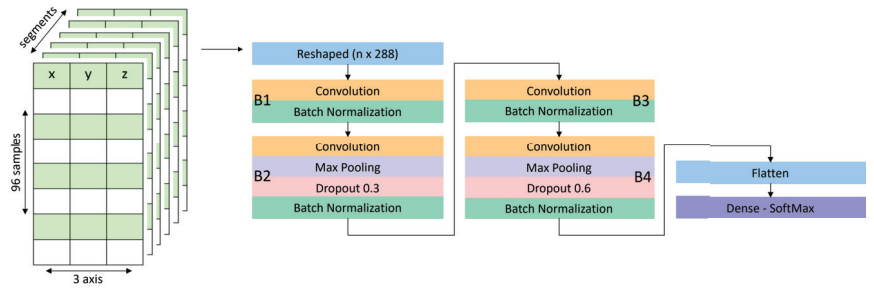 segments
x y z
96 samples
3 axis
Reshaped (n x 288)
B1
Convolution
Batch Normalization
B2
Convolution
Max Pooling
Dropout 0.3
Batch Normalization
B3
Convolution
Batch Normalization
B4
Convolution
Max Pooling
Dropout 0.6
Batch Normalization
Flatten
Dense - SoftMax